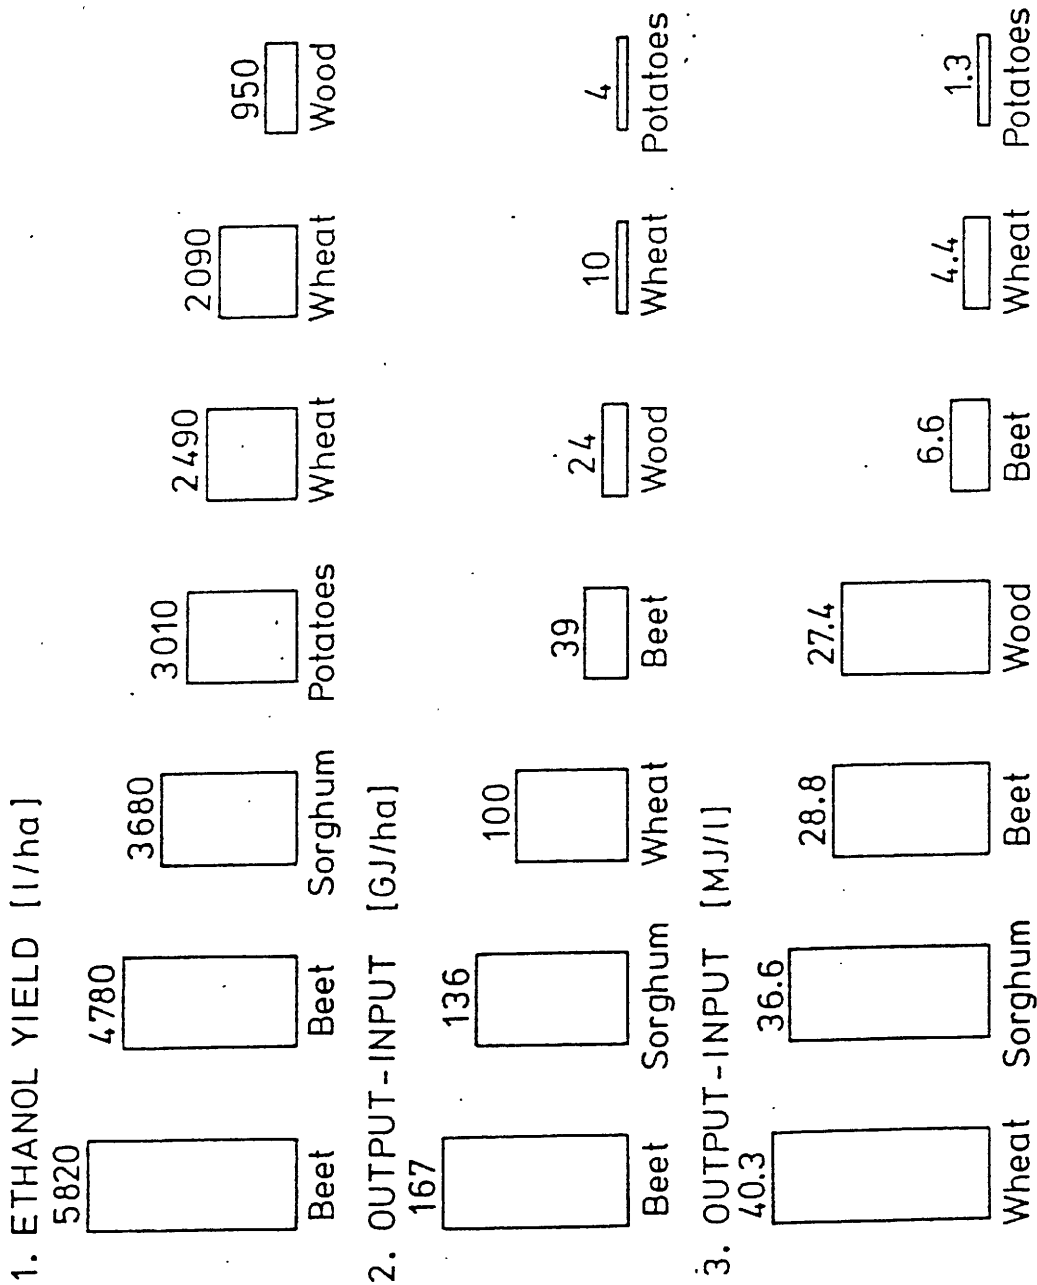 1. ETHANOL YIELD [l/ha]
5820 4780 3680 3010 2490 2090 950
Beet Beet Sorghum Potatoes Wheat Wheat Wood
2. OUTPUT-INPUT [GJ/ha]
167 136 100 39 24 10 4
Beet Sorghum Wheat Beet Wood Wheat Potatoes
3. OUTPUT-INPUT [MJ/l]
40.3 36.6 28.8 27.4 6.6 4.4 1.3
Wheat Sorghum Beet Wood Beet Wheat Potatoes